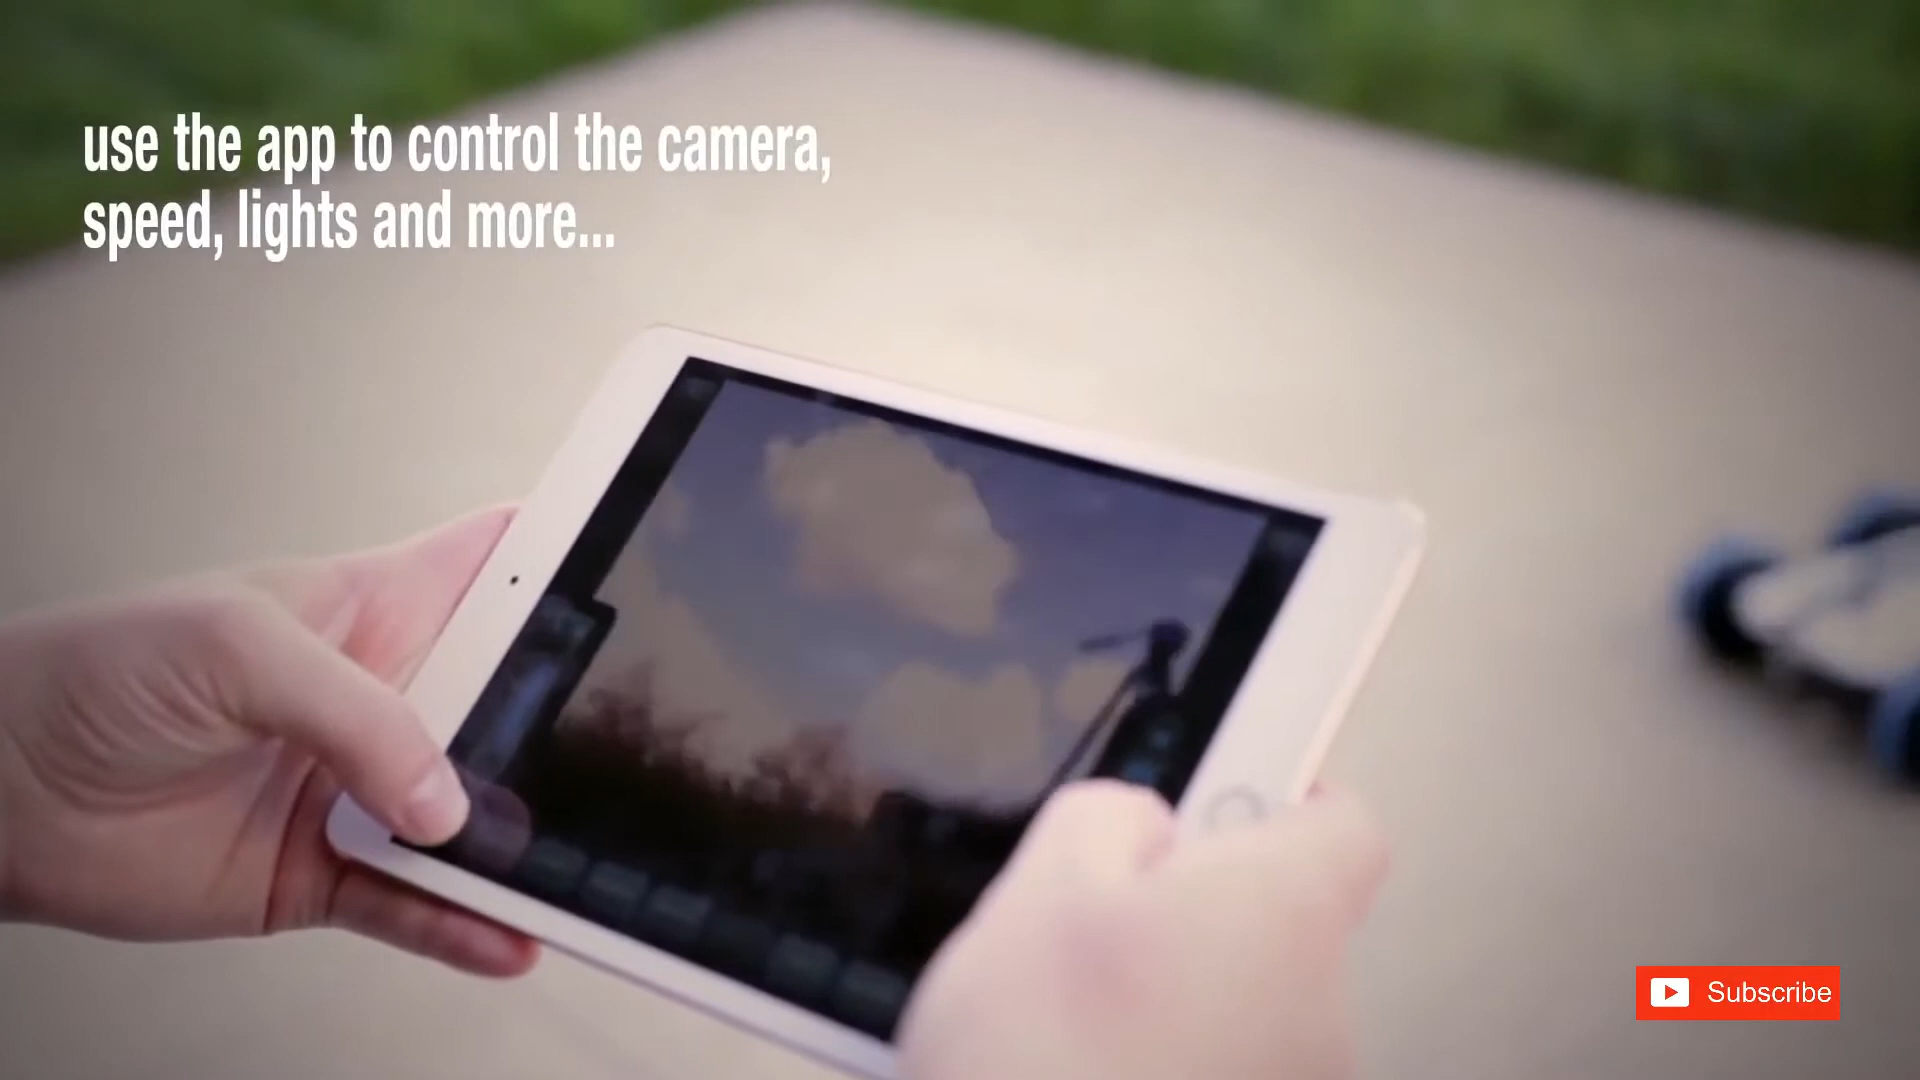 use the app to control the camera,
speed, lights and more...
Subscribe